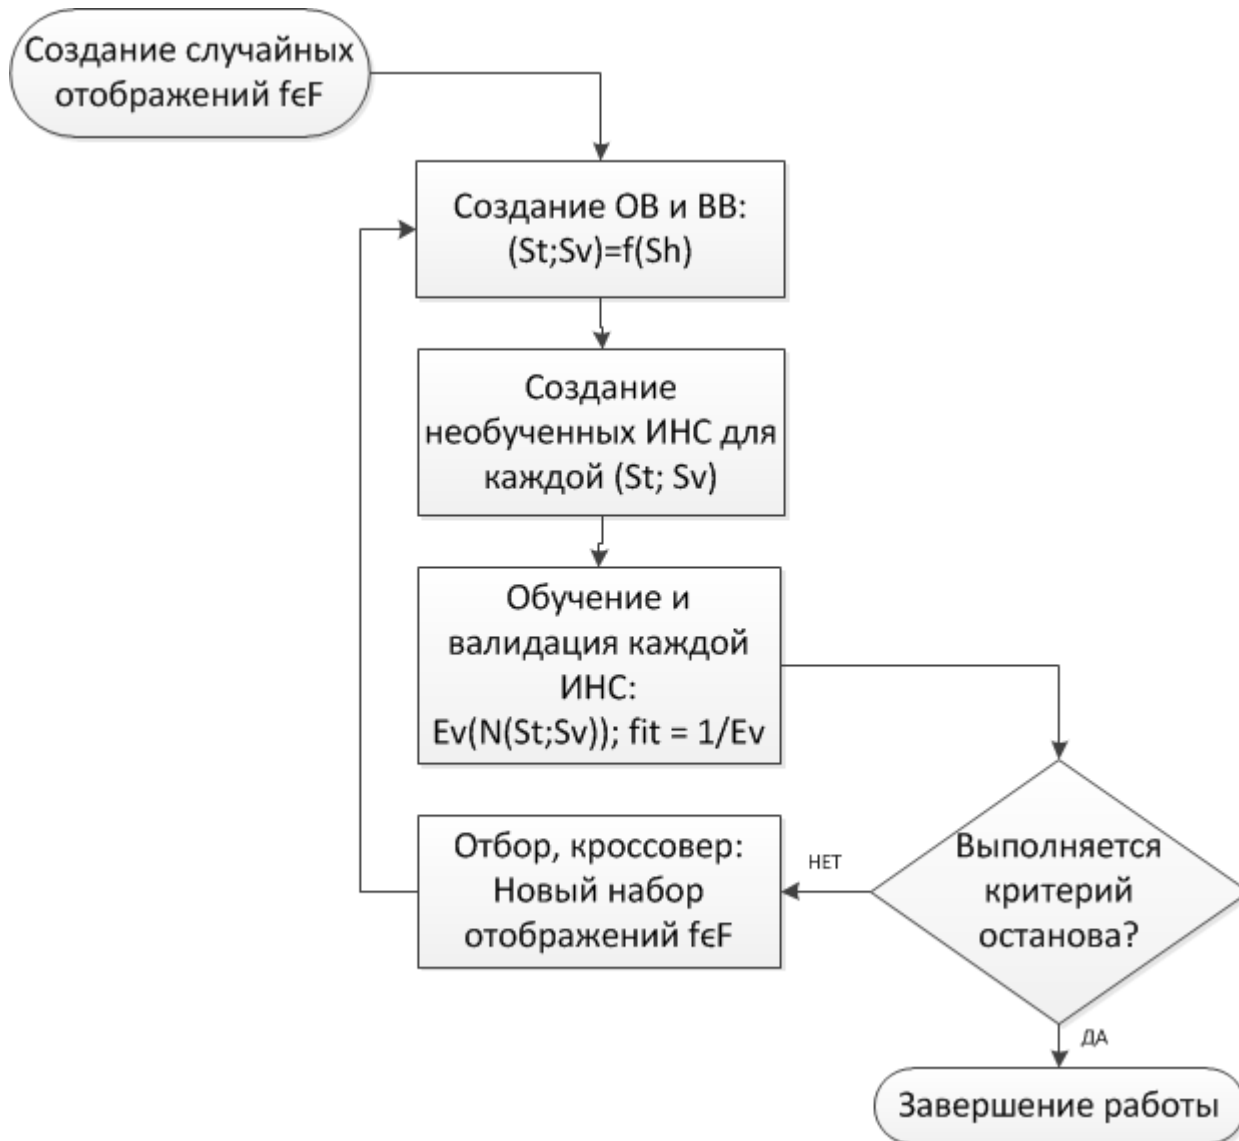 Создание случайных
отображений fєF
Создание ОВ и ВВ:
(St;Sv)=f(Sh)
Создание
необученных ИНС для
каждой (St; Sv)
Обучение и
валидация каждой
ИНС:
Ev(N(St;Sv)); fit = 1/Ev
Выполняется
критерий
останова?
НЕТ
Отбор, кроссовер:
Новый набор
отображений fєF
ДА
Завершение работы